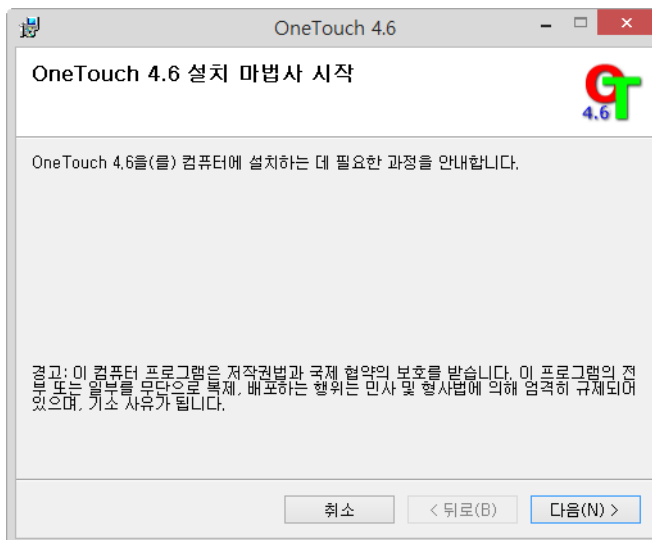 OneTouch 4.6
OneTouch 4.6 설치 마법사 시작
OT
4.6
OneTouch 4.6을(를) 컴퓨터에 설치하는 데 필요한 과정을 안내합니다.
경고: 이 컴퓨터 프로그램은 저작권법과 국제 협약의 보호를 받습니다. 이 프로그램의 전
부 또는 일부를 무단으로 복제, 배포하는 행위는 민사 및 형사법에 의해 엄격히 규제되어
있으며, 기소 사유가 됩니다.
취소
< 뒤로(B)
다음(N) >